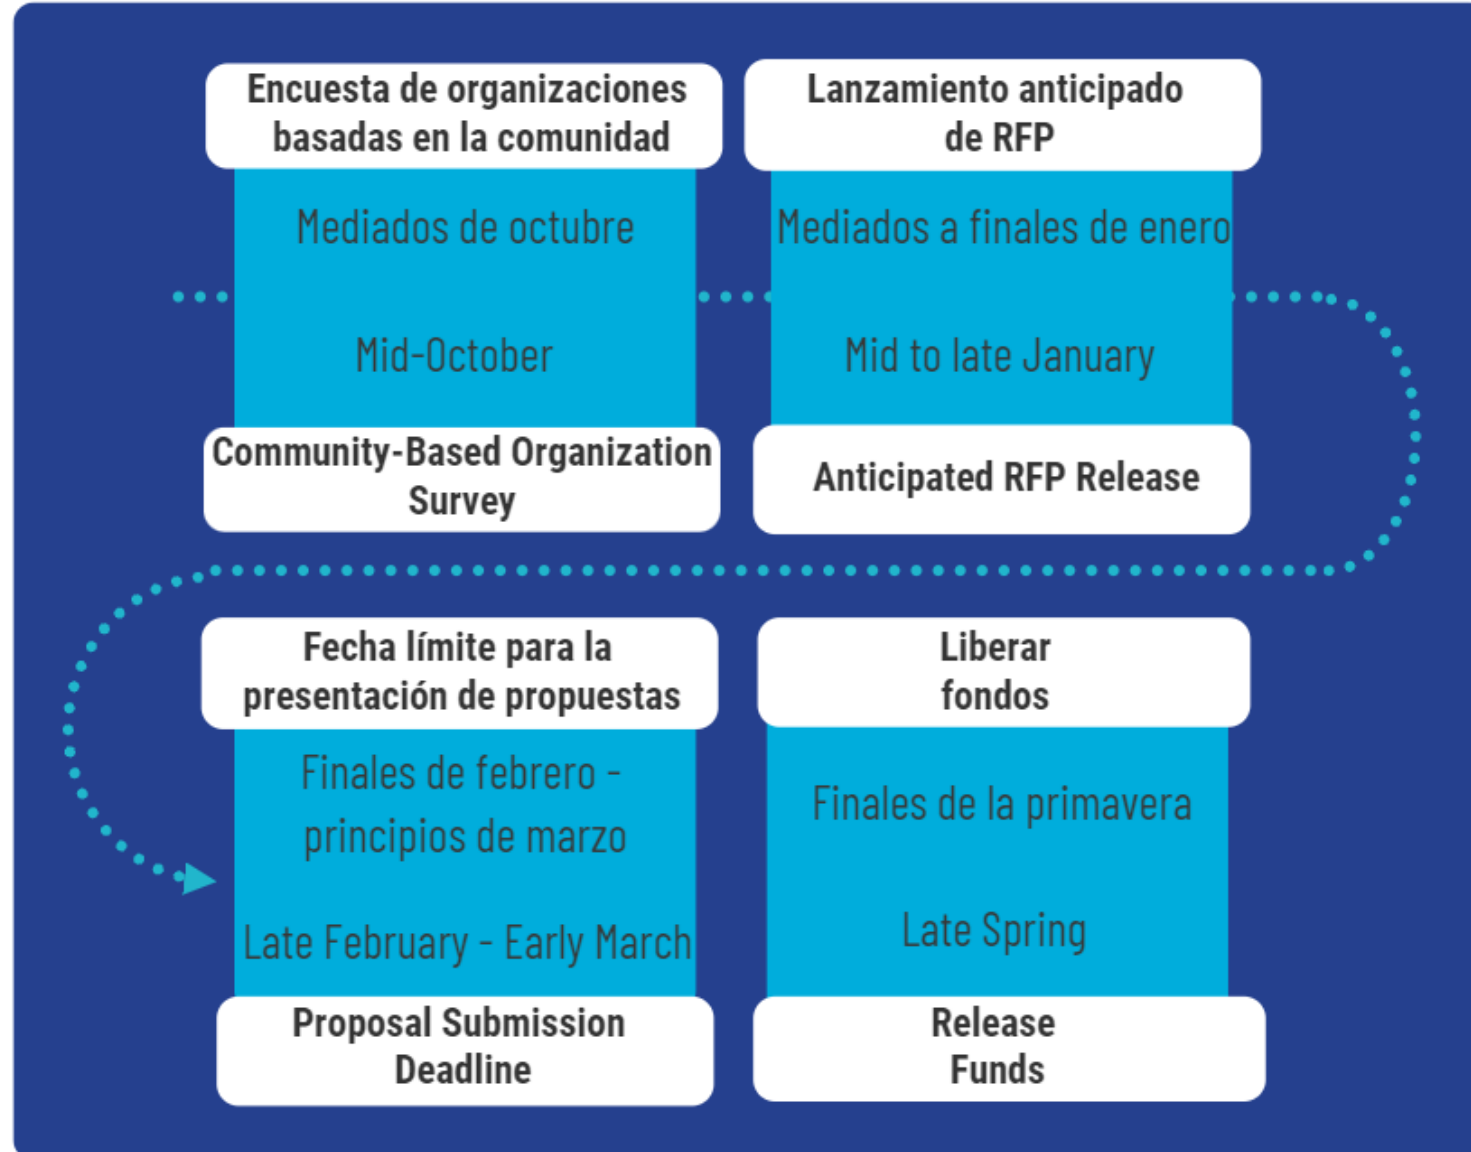 Encuesta de organizaciones
basadas en la comunidad
Mediados de octubre
Mid-October
Community-Based Organization
Survey
Lanzamiento anticipado
de RFP
Mediados a finales de enero
Mid to late January
Anticipated RFP Release
Fecha límite para la
presentación de propuestas
Finales de febrero -
principios de marzo
Late February - Early March
Proposal Submission
Deadline
Liberar
fondos
Finales de la primavera
Late Spring
Release
Funds